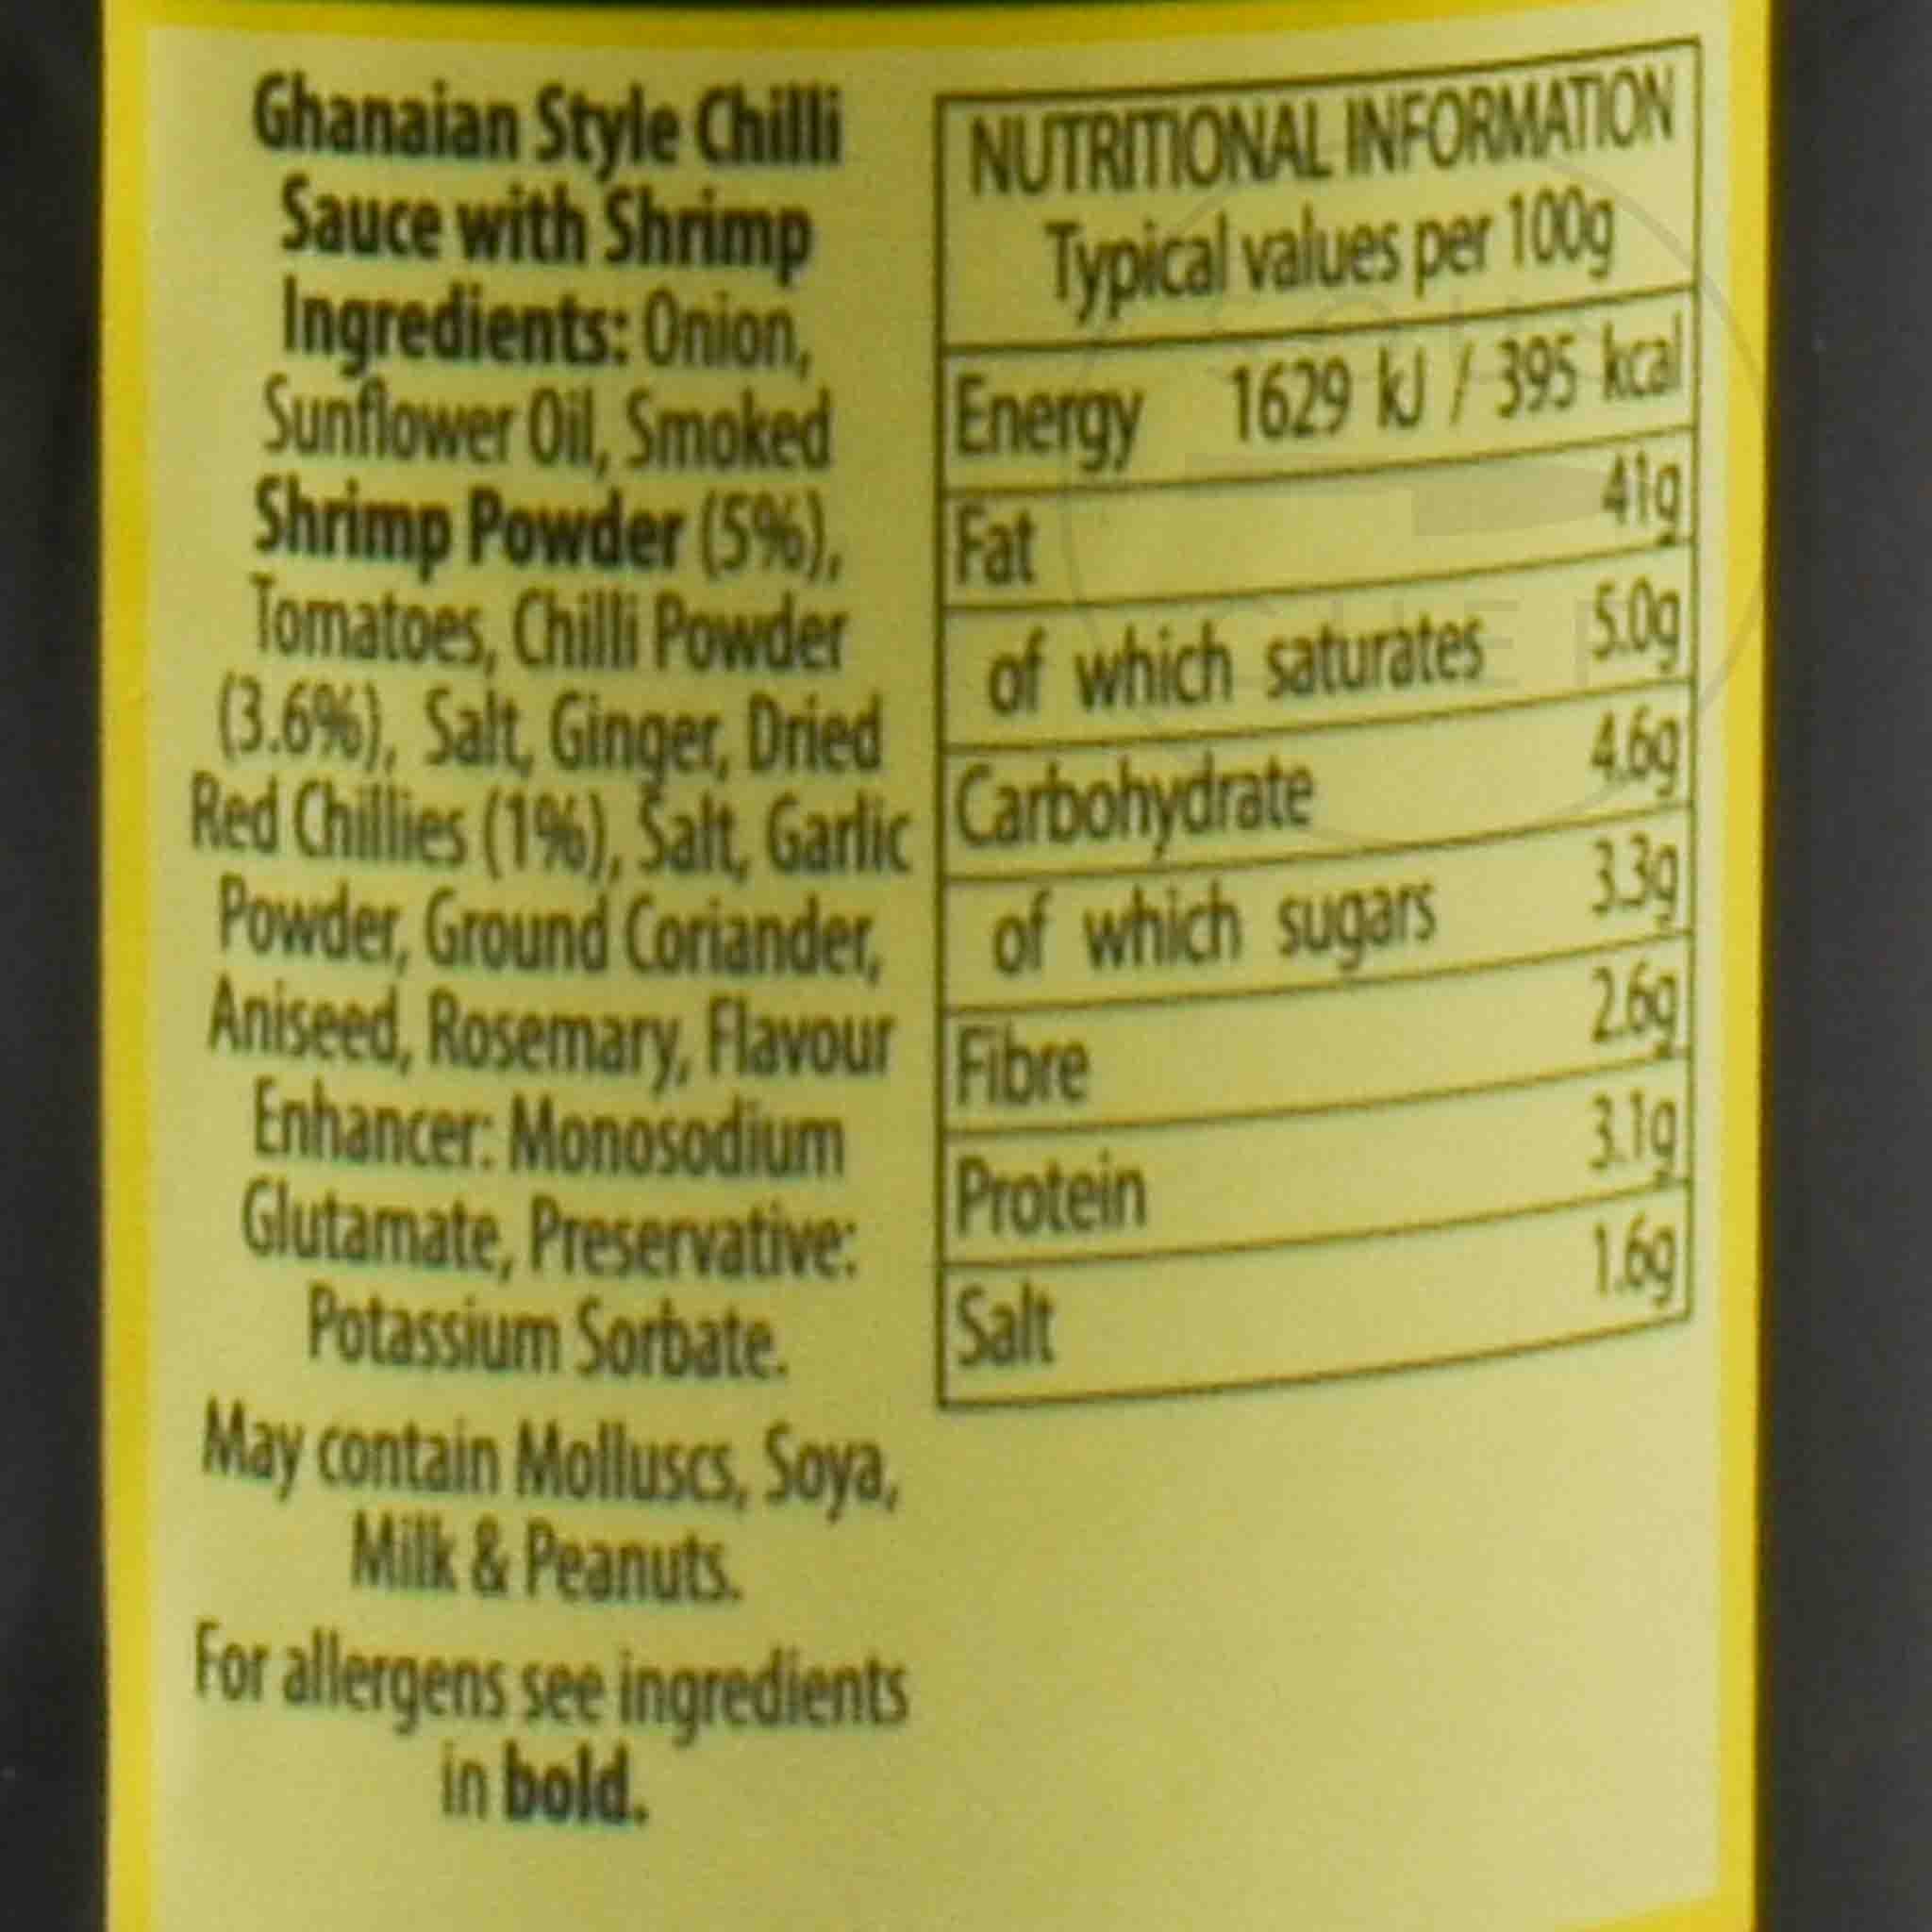 Ghanaian Style Chilli
Sauce with Shrimp
Ingredients: Onion,
Sunflower Oil, Smoked
Shrimp Powder (5%),
Tomatoes, Chilli Powder
(3.6%), Salt, Ginger, Dried
Red Chillies (1%), Salt, Garlic
Powder, Ground Coriander,
Aniseed, Rosemary, Flavour
Enhancer: Monosodium
Glutamate, Preservative:
Potassium Sorbate.
May contain Molluscs, Soya,
Milk & Peanuts.
For allergens see ingredients
in bold.
NUTRITIONAL INFORMATION
Typical values per 100g
Energy 1629 kJ / 395 kcal
Fat 41g
of which saturates 5.0g
Carbohydrate 4.6g
of which sugars 3.3g
Fibre 2.6g
Protein 3.1g
Salt 1.6g